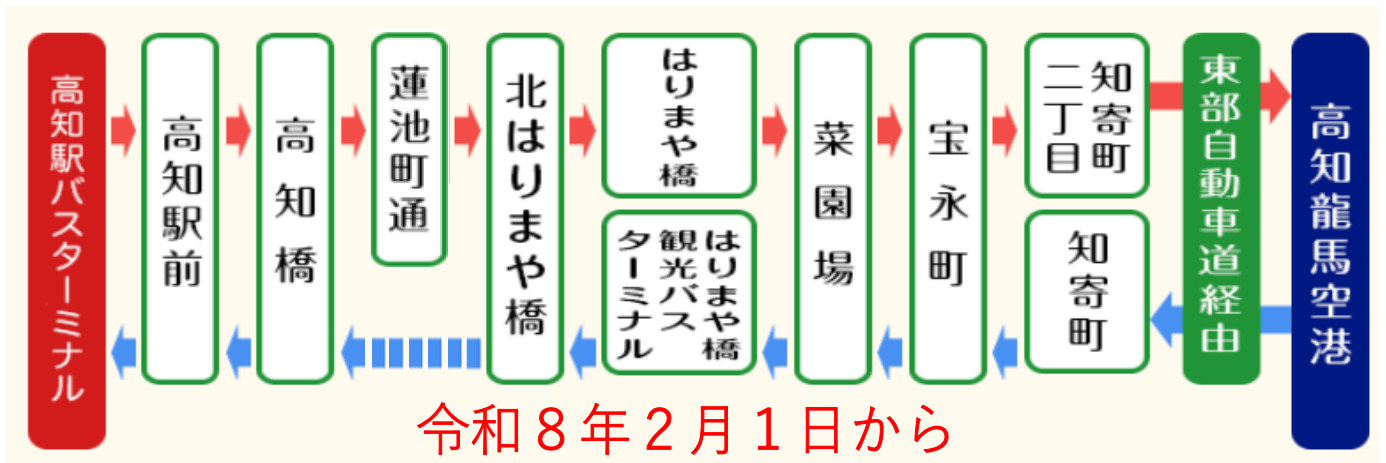 高知駅バスターミナル
高知駅前
高知橋
蓮池町通
北はりまや橋
はりまや橋
はりまや橋
観光バス
ターミナル
菜園場
宝永町
知寄町
二丁目
知寄町
東部自動車道経由
高知龍馬空港
令和８年２月１日から